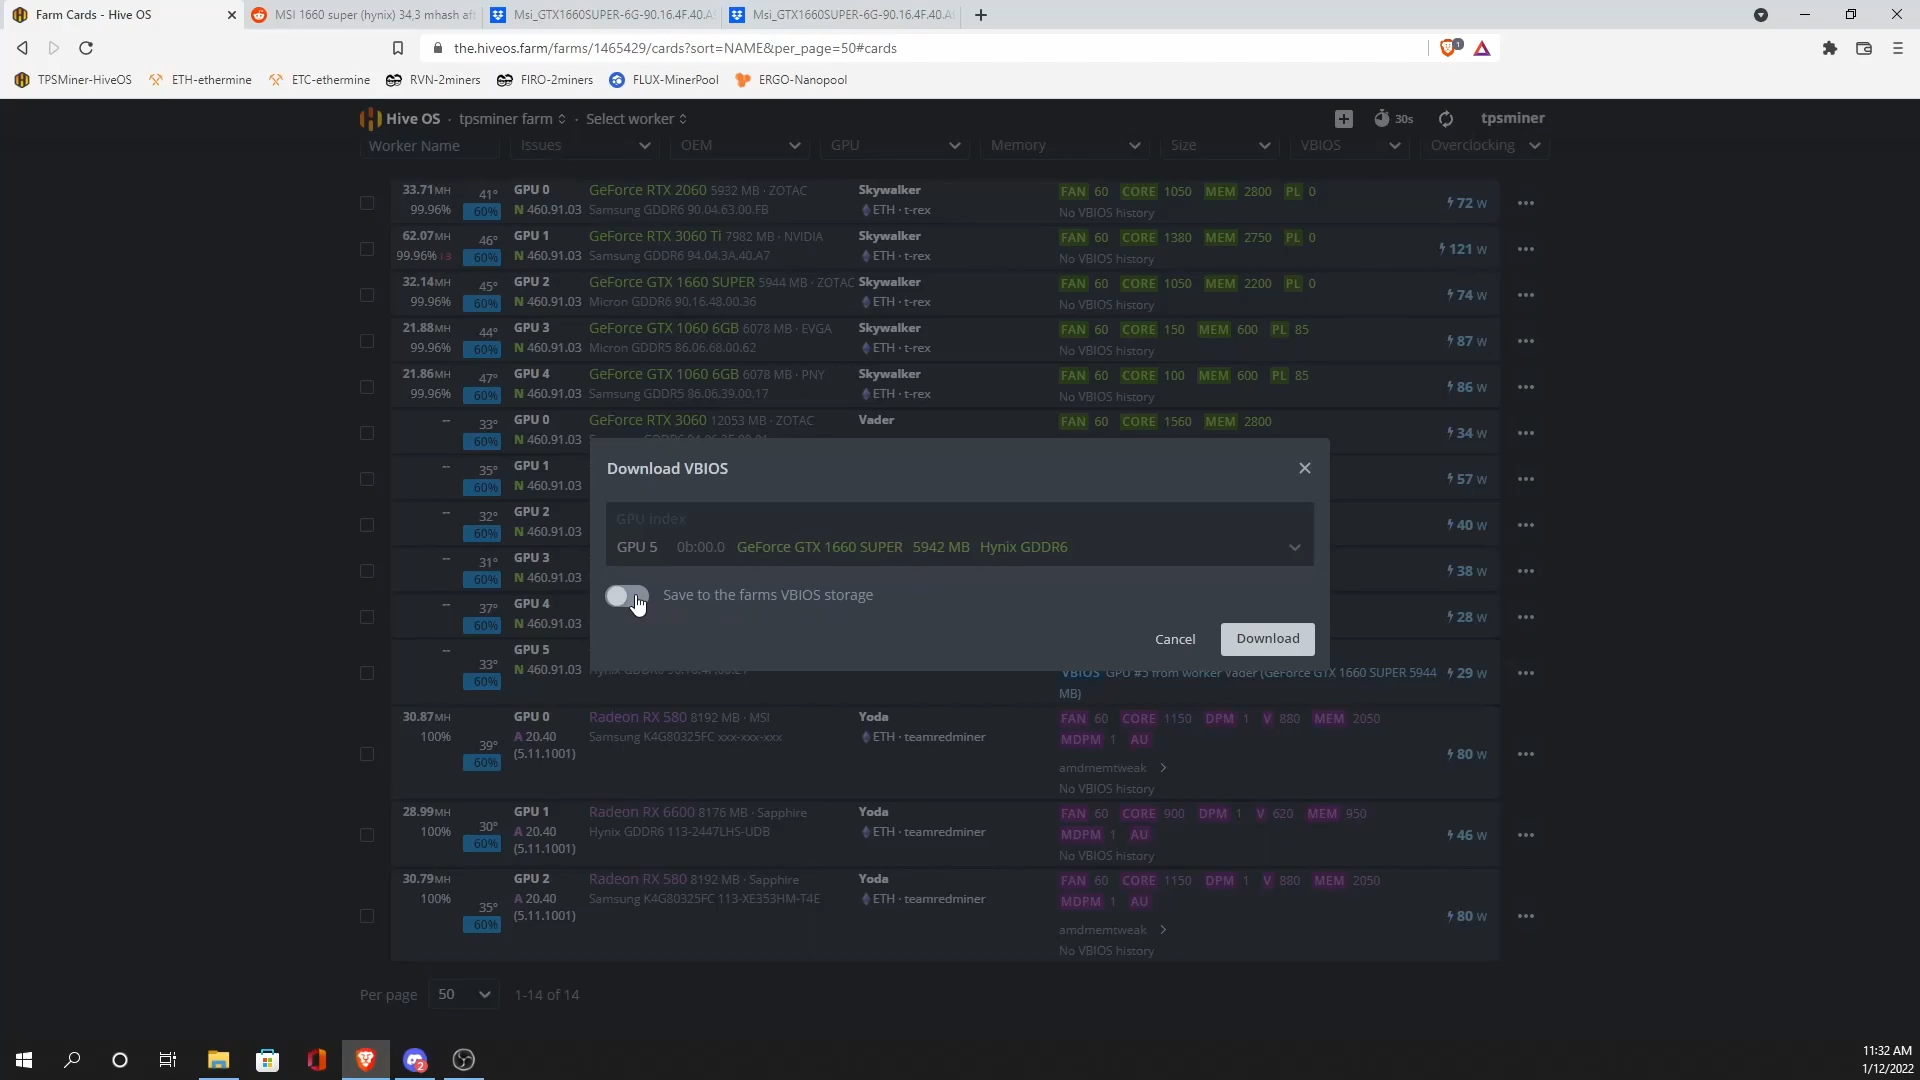 Farm Cards - Hive OS
MSI 1660 super (hynix) 34,3 mhash aft
Msi_GTX1660SUPER-6G-90.16.4F.40.A
Msi_GTX1660SUPER-6G-90.16.4F.40.A
the.hiveos.farm/farms/1465429/cards?sort=NAME&per_page=50#cards
1
TPSMiner-HiveOS
ETH-ethermine
ETC-ethermine
RVN-2miners
FIRO-2miners
FLUX-MinerPool
ERGO-Nanopool
Hive OS · tpsminer farm · Select worker
30s
tpsminer
Worker Name Issues OEM GPU Memory Size VBIOS Overclocking
33.71MH 41° GPU 0 GeForce RTX 2060 5932 MB · ZOTAC Skywalker FAN 60 CORE 1050 MEM 2800 PL 0 72 W
99.96% 60% N 460.91.03 Samsung GDDR6 90.04.63.00.FB ETH · t-rex No VBIOS history
62.07MH 46° GPU 1 GeForce RTX 3060 Ti 7982 MB · NVIDIA Skywalker FAN 60 CORE 1380 MEM 2750 PL 0 121 W
99.96% 60% N 460.91.03 Samsung GDDR6 94.04.3A.40.A7 ETH · t-rex No VBIOS history
32.14MH 45° GPU 2 GeForce GTX 1660 SUPER 5944 MB · ZOTAC Skywalker FAN 60 CORE 1050 MEM 2200 PL 0 74 W
99.96% 60% N 460.91.03 Micron GDDR6 90.16.48.00.36 ETH · t-rex No VBIOS history
21.88MH 44° GPU 3 GeForce GTX 1060 6GB 6078 MB · EVGA Skywalker FAN 60 CORE 150 MEM 600 PL 85 87 W
99.96% 60% N 460.91.03 Micron GDDR5 86.06.68.00.62 ETH · t-rex No VBIOS history
21.86MH 47° GPU 4 GeForce GTX 1060 6GB 6078 MB · PNY Skywalker FAN 60 CORE 100 MEM 600 PL 85 86 W
99.96% 60% N 460.91.03 Samsung GDDR5 86.06.39.00.17 ETH · t-rex No VBIOS history
-- 33° GPU 0 GeForce RTX 3060 12053 MB · ZOTAC Vader FAN 60 CORE 1560 MEM 2800 34 W
60% N 460.91.03
-- 35° GPU 1 57 W
60% N 460.91.03
-- 32° GPU 2 40 W
60% N 460.91.03
-- 31° GPU 3 38 W
60% N 460.91.03
-- 37° GPU 4 28 W
60% N 460.91.03
-- 33° GPU 5 29 W
60% N 460.91.03
VBIOS GPU #5 from worker Vader (GeForce GTX 1660 SUPER 5944
MB)
Download VBIOS
GPU index
GPU 5 0b:00.0 GeForce GTX 1660 SUPER 5942 MB Hynix GDDR6
Save to the farms VBIOS storage
Cancel
Download
30.87MH 39° GPU 0 Radeon RX 580 8192 MB · MSI Yoda FAN 60 CORE 1150 DPM 1 V 880 MEM 2050 80 W
100% 60% A 20.40 Samsung K4G80325FC xxx-xxx-xxx ETH · teamredminer MDPM 1 AU
(5.11.1001) amdmemtweak
No VBIOS history
28.99MH 30° GPU 1 Radeon RX 6600 8176 MB · Sapphire Yoda FAN 60 CORE 900 DPM 1 V 620 MEM 950 46 W
100% 60% A 20.40 Hynix GDDR6 113-2447LHS-UDB ETH · teamredminer MDPM 1 AU
(5.11.1001) No VBIOS history
30.79MH 35° GPU 2 Radeon RX 580 8192 MB · Sapphire Yoda FAN 60 CORE 1150 DPM 1 V 880 MEM 2050 80 W
100% 60% A 20.40 Samsung K4G80325FC 113-XE353HM-T4E ETH · teamredminer MDPM 1 AU
(5.11.1001) amdmemtweak
No VBIOS history
Per page 50 1-14 of 14
2
11:32 AM
1/12/2022